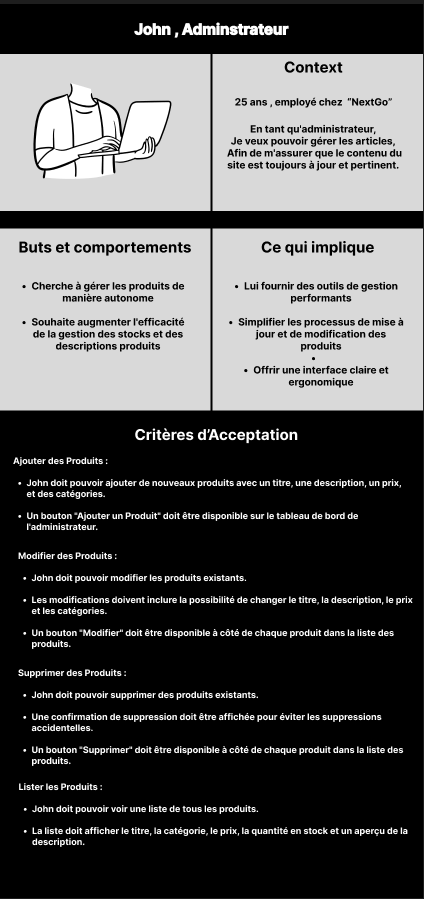 John , Adminstrateur
Context
25 ans , employé chez "NextGo"
En tant qu'administrateur,
Je veux pouvoir gérer les articles,
Afin de m'assurer que le contenu du
site est toujours à jour et pertinent.
Buts et comportements
• Cherche à gérer les produits de
manière autonome
• Souhaite augmenter l'efficacité
de la gestion des stocks et des
descriptions produits
Ce qui implique
• Lui fournir des outils de gestion
performants
• Simplifier les processus de mise à
jour et de modification des
produits
•
• Offrir une interface claire et
ergonomique
Critères d'Acceptation
Ajouter des Produits :
• John doit pouvoir ajouter de nouveaux produits avec un titre, une description, un prix,
et des catégories.
• Un bouton "Ajouter un Produit" doit être disponible sur le tableau de bord de
l'administrateur.
Modifier des Produits :
• John doit pouvoir modifier les produits existants.
• Les modifications doivent inclure la possibilité de changer le titre, la description, le prix
et les catégories.
• Un bouton "Modifier" doit être disponible à côté de chaque produit dans la liste des
produits.
Supprimer des Produits :
• John doit pouvoir supprimer des produits existants.
• Une confirmation de suppression doit être affichée pour éviter les suppressions
accidentelles.
• Un bouton "Supprimer" doit être disponible à côté de chaque produit dans la liste des
produits.
Lister les Produits :
• John doit pouvoir voir une liste de tous les produits.
• La liste doit afficher le titre, la catégorie, le prix, la quantité en stock et un aperçu de la
description.